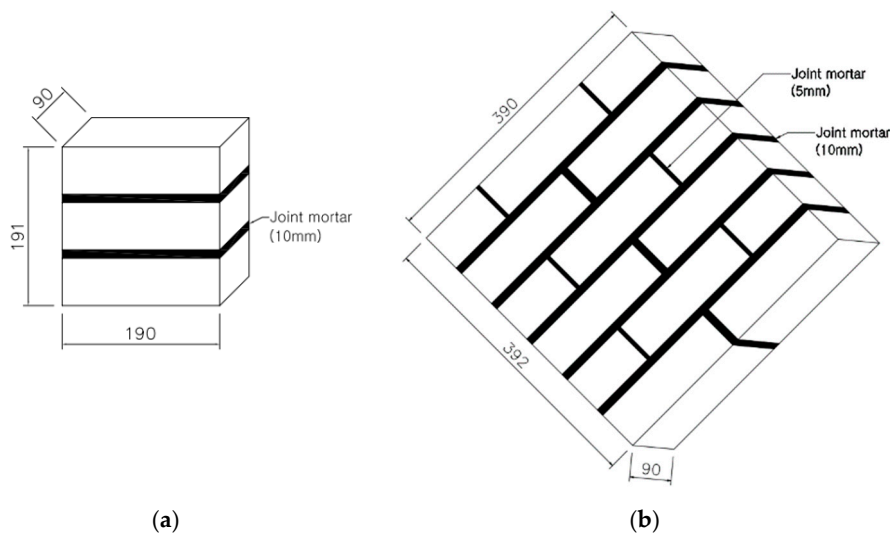 90
191
190
Joint mortar
(10mm)
(a)
390
392
90
Joint mortar
(5mm)
Joint mortar
(10mm)
(b)